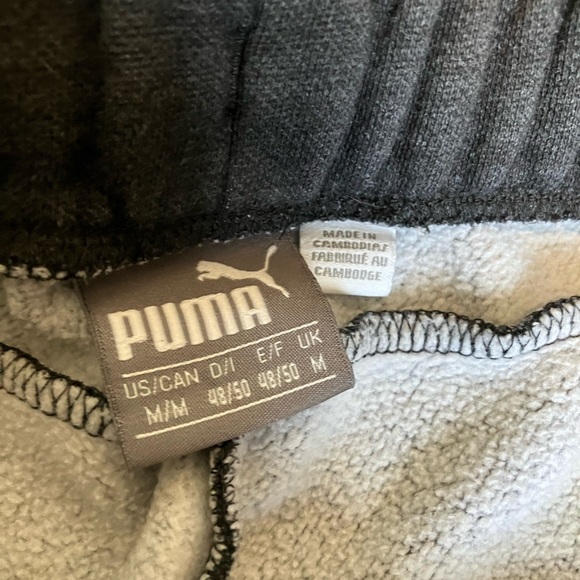 MADE IN
CAMBODIA
FABRIQUÉ AU
CAMBODGE
PUMA
US/CAN D/I E/F UK
M/M 48/50 48/50 M